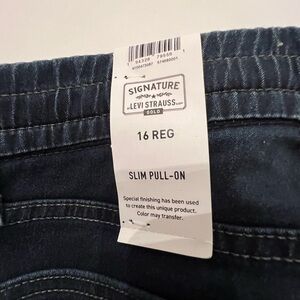 SIGNATURE
BY LEVI STRAUSS & CO.
GOLD
16 REG
SLIM PULL-ON
Special finishing has been used
to create this unique product.
Color may transfer.